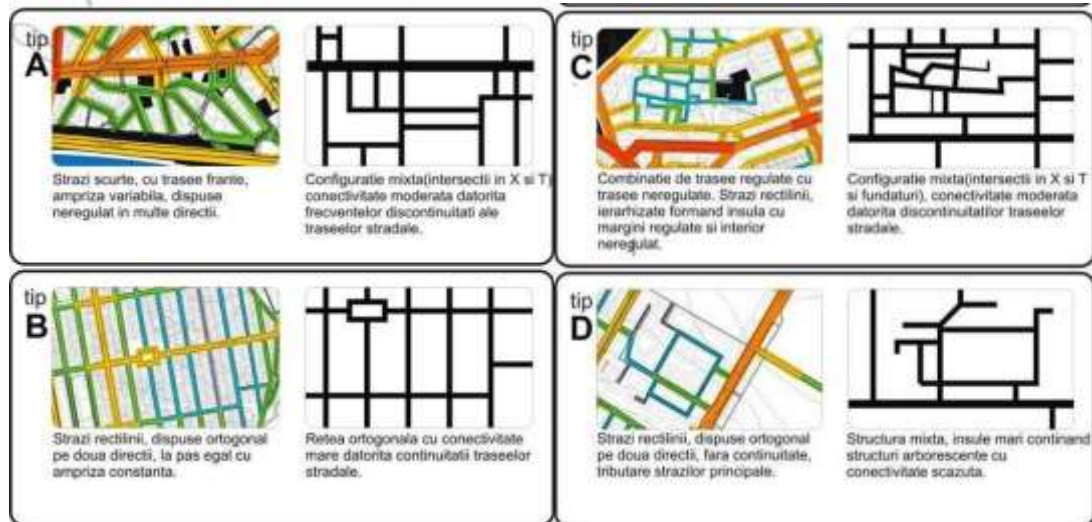 tip
A
Strazi scurte, cu trasee frante,
ampriza variabila, dispuse
neregulat in multe directii.
Configuratie mixta(intersectii in X si T)
conectivitate moderata datorita
frecventelor discontinuitati ale
traseelor stradale.
tip
C
Combinatie de trasee regulate cu
trasee neregulate. Strazi rectilinii,
ierarhizate formand insula cu
margini regulate si interior
neregulat.
Configuratie mixta(intersectii in X si T
si fundaturi), conectivitate moderata
datorita discontinuitatilor traseelor
stradale.
tip
B
Strazi rectilinii, dispuse ortogonal
pe doua directii, la pas egal cu
ampriza constanta.
Retea ortogonala cu conectivitate
mare datorita continuitatii traseelor
stradale.
tip
D
Strazi rectilinii, dispuse ortogonal
pe doua directii, fara continuitate,
tributare strazilor principale.
Structura mixta, insule mari continand
structuri arborescente cu
conectivitate scazuta.